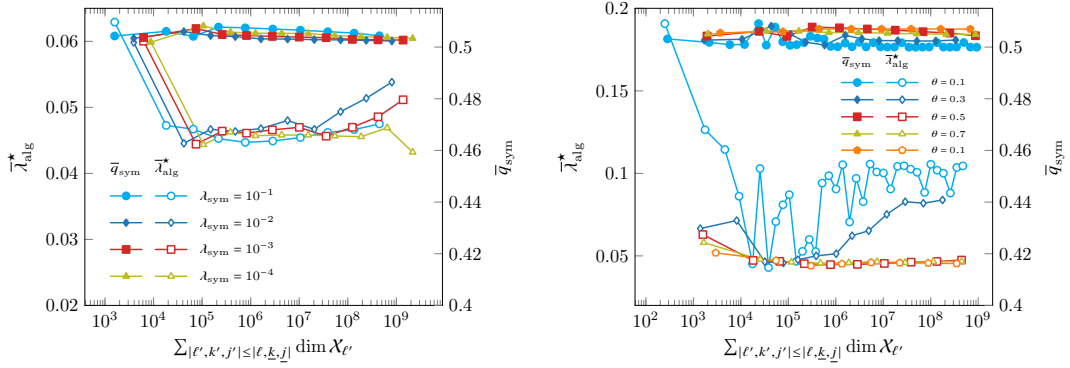 0.06
0.05
0.04
0.03
0.02
λ̄★alg
0.5
0.48
0.46
0.44
0.42
0.4
q̄sym
q̄sym λ̄★alg
λsym = 10⁻¹
λsym = 10⁻²
λsym = 10⁻³
λsym = 10⁻⁴
10³ 10⁴ 10⁵ 10⁶ 10⁷ 10⁸ 10⁹
∑|ℓ′,k′,j′|≤|ℓ,k̲,j̲| dim 𝒳ℓ′
0.2
0.15
0.1
0.05
λ̄★alg
0.5
0.48
0.46
0.44
0.42
0.4
q̄sym
q̄sym λ̄★alg
θ = 0.1
θ = 0.3
θ = 0.5
θ = 0.7
θ = 0.1
10² 10³ 10⁴ 10⁵ 10⁶ 10⁷ 10⁸ 10⁹
∑|ℓ′,k′,j′|≤|ℓ,k̲,j̲| dim 𝒳ℓ′